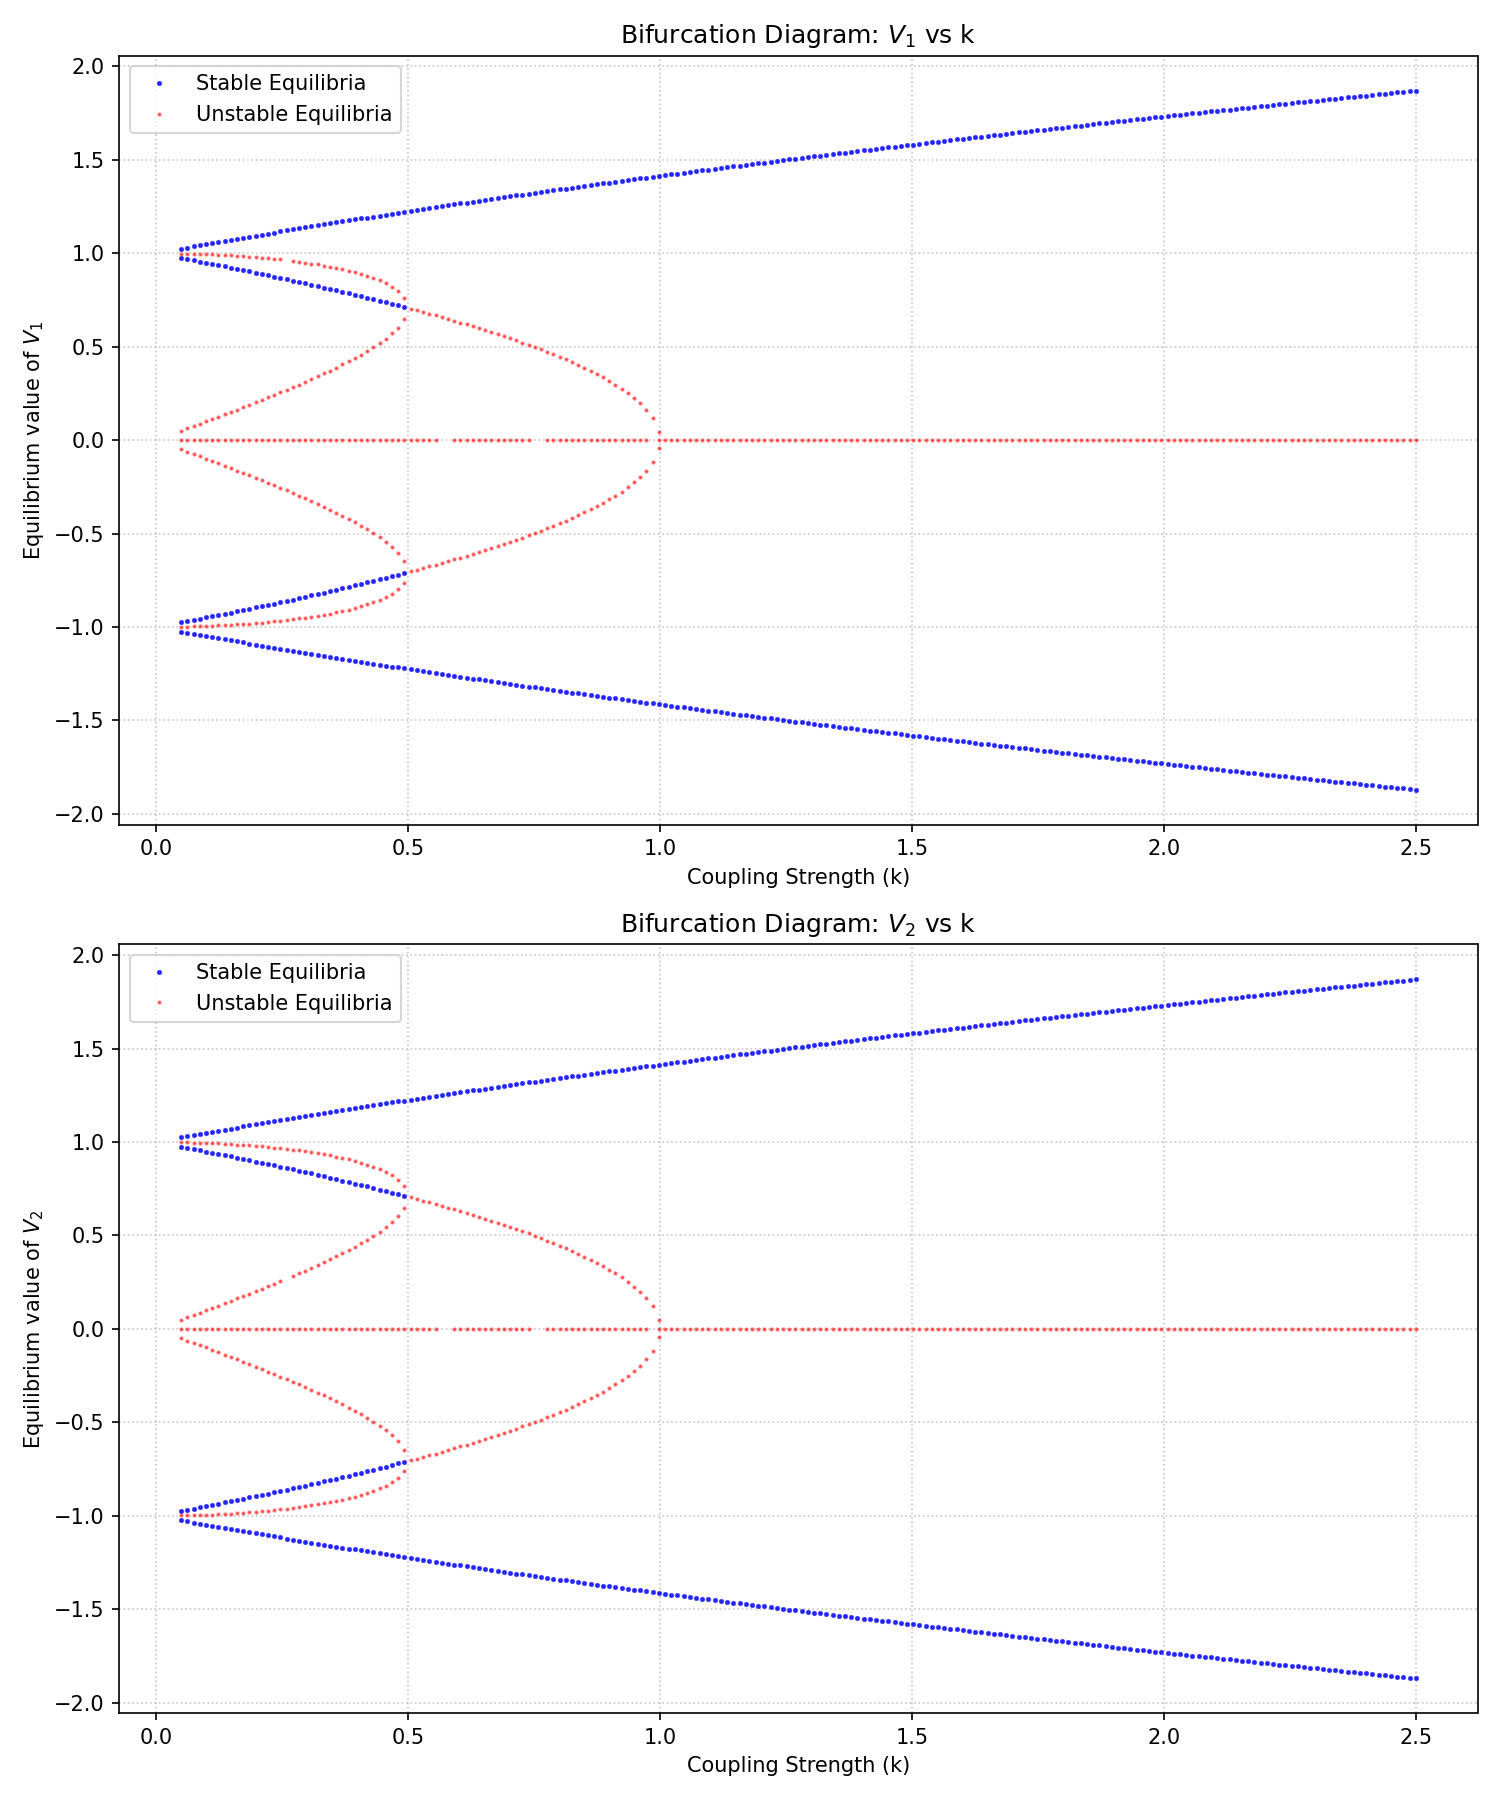 Bifurcation Diagram: V₁ vs k
Stable Equilibria
Unstable Equilibria
Equilibrium value of V₁
2.0
1.5
1.0
0.5
0.0
−0.5
−1.0
−1.5
−2.0
0.0 0.5 1.0 1.5 2.0 2.5
Coupling Strength (k)
Bifurcation Diagram: V₂ vs k
Stable Equilibria
Unstable Equilibria
Equilibrium value of V₂
2.0
1.5
1.0
0.5
0.0
−0.5
−1.0
−1.5
−2.0
0.0 0.5 1.0 1.5 2.0 2.5
Coupling Strength (k)